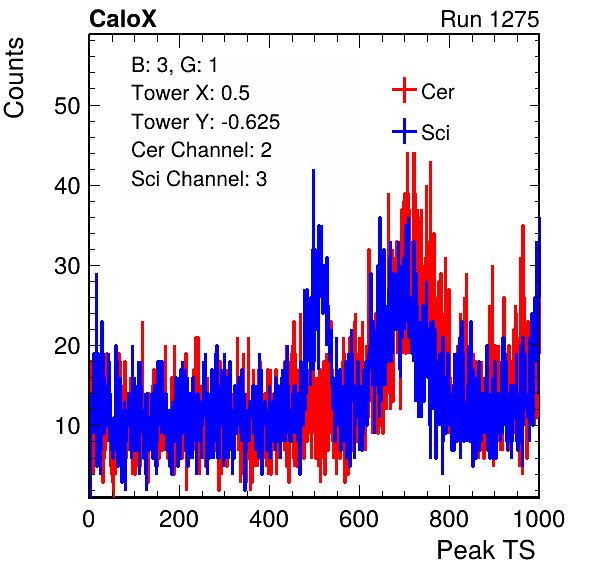 CaloX Run 1275
Counts
B: 3, G: 1
Tower X: 0.5
Tower Y: -0.625
Cer Channel: 2
Sci Channel: 3
Cer
Sci
50
40
30
20
10
0 200 400 600 800 1000
Peak TS